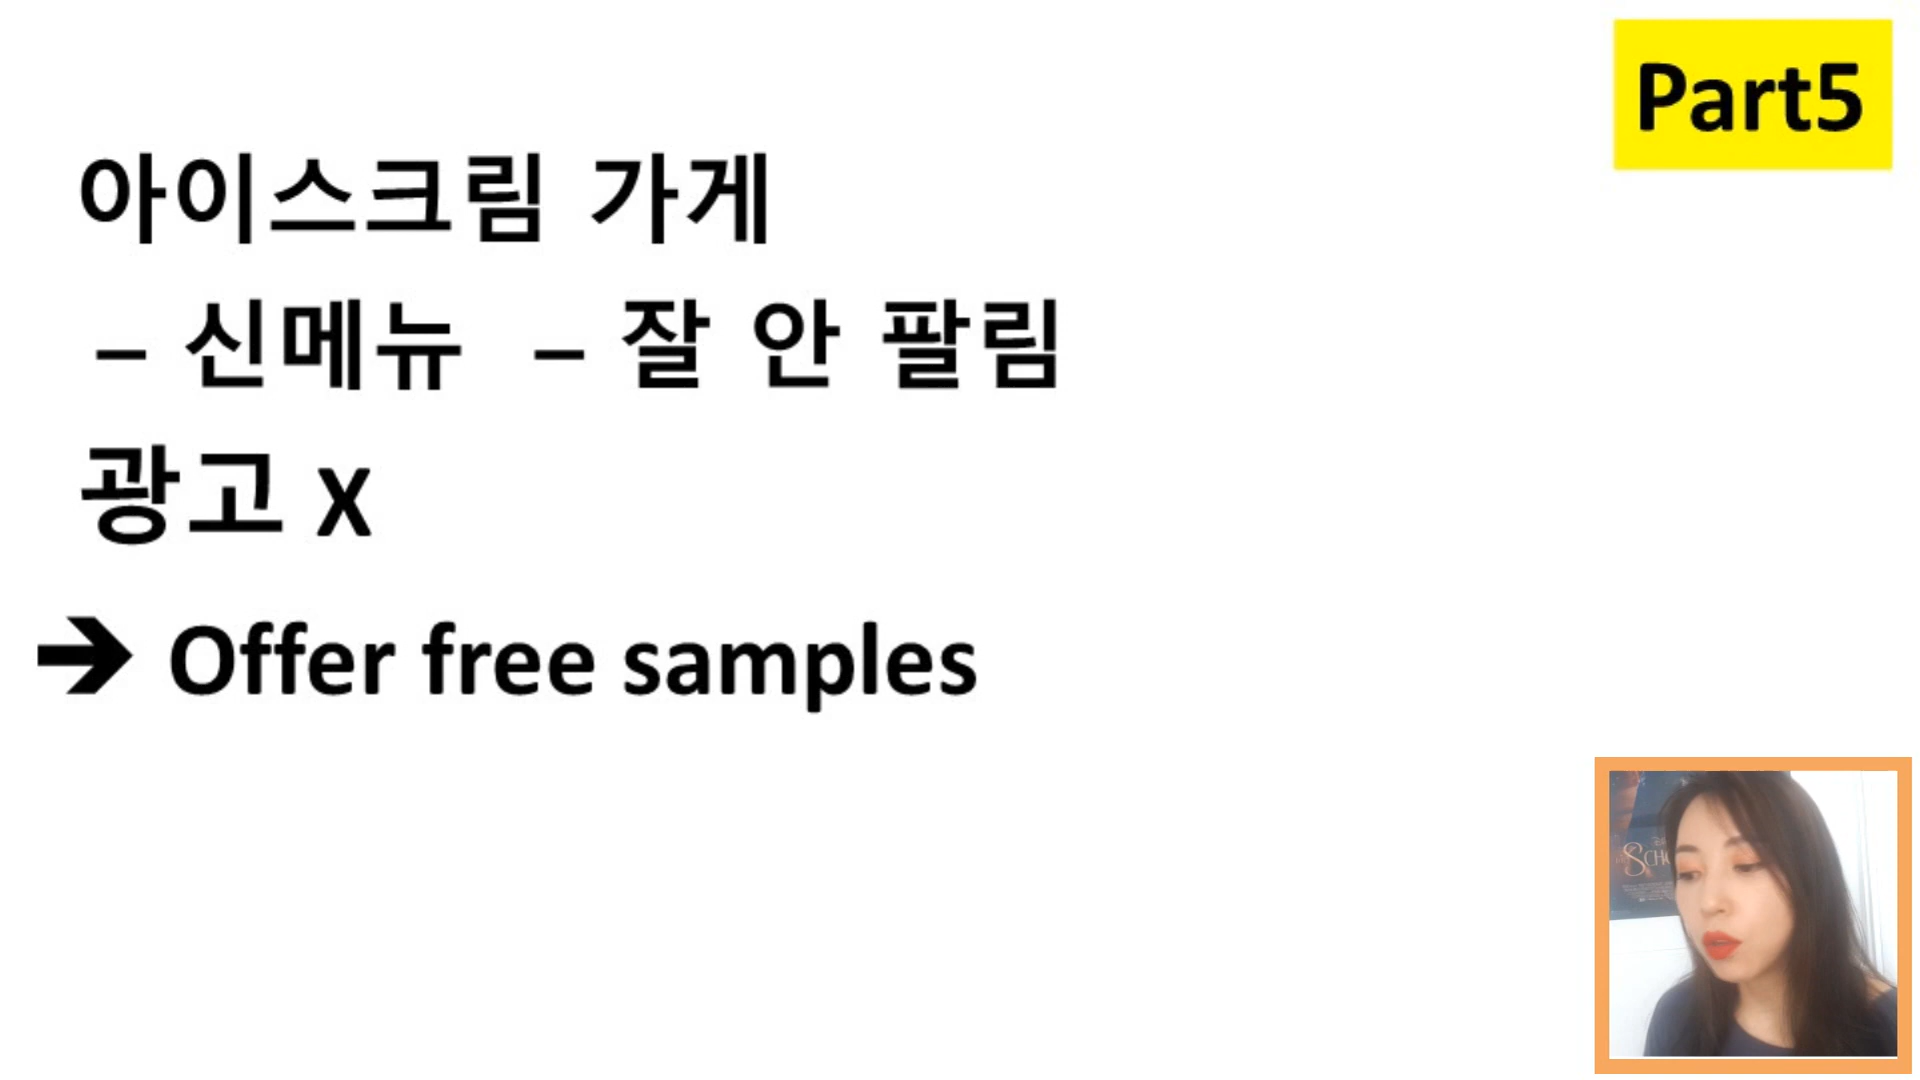 Part5
아이스크림 가게
– 신메뉴 – 잘 안 팔림
광고 X
➔ Offer free samples